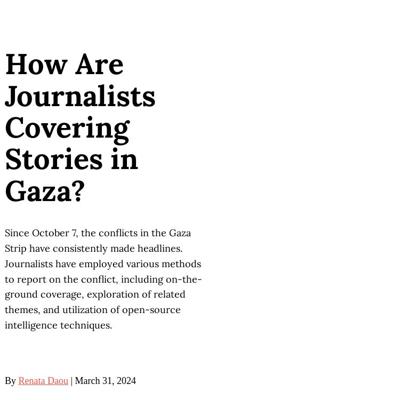 How Are
Journalists
Covering
Stories in
Gaza?
Since October 7, the conflicts in the Gaza
Strip have consistently made headlines.
Journalists have employed various methods
to report on the conflict, including on-the-
ground coverage, exploration of related
themes, and utilization of open-source
intelligence techniques.
By Renata Daou | March 31, 2024